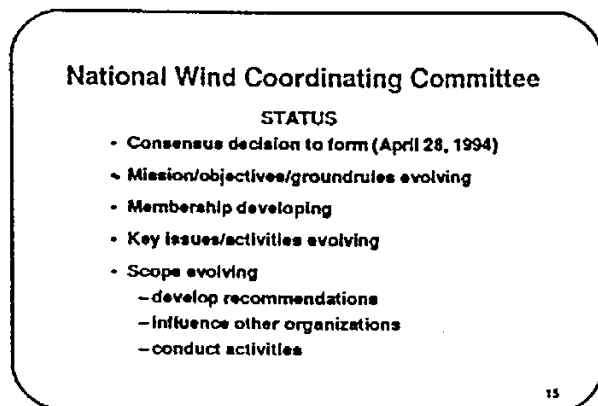 National Wind Coordinating Committee
STATUS
• Consensus decision to form (April 28, 1994)
• Mission/objectives/groundrules evolving
• Membership developing
• Key issues/activities evolving
• Scope evolving
–develop recommendations
–influence other organizations
–conduct activities
15